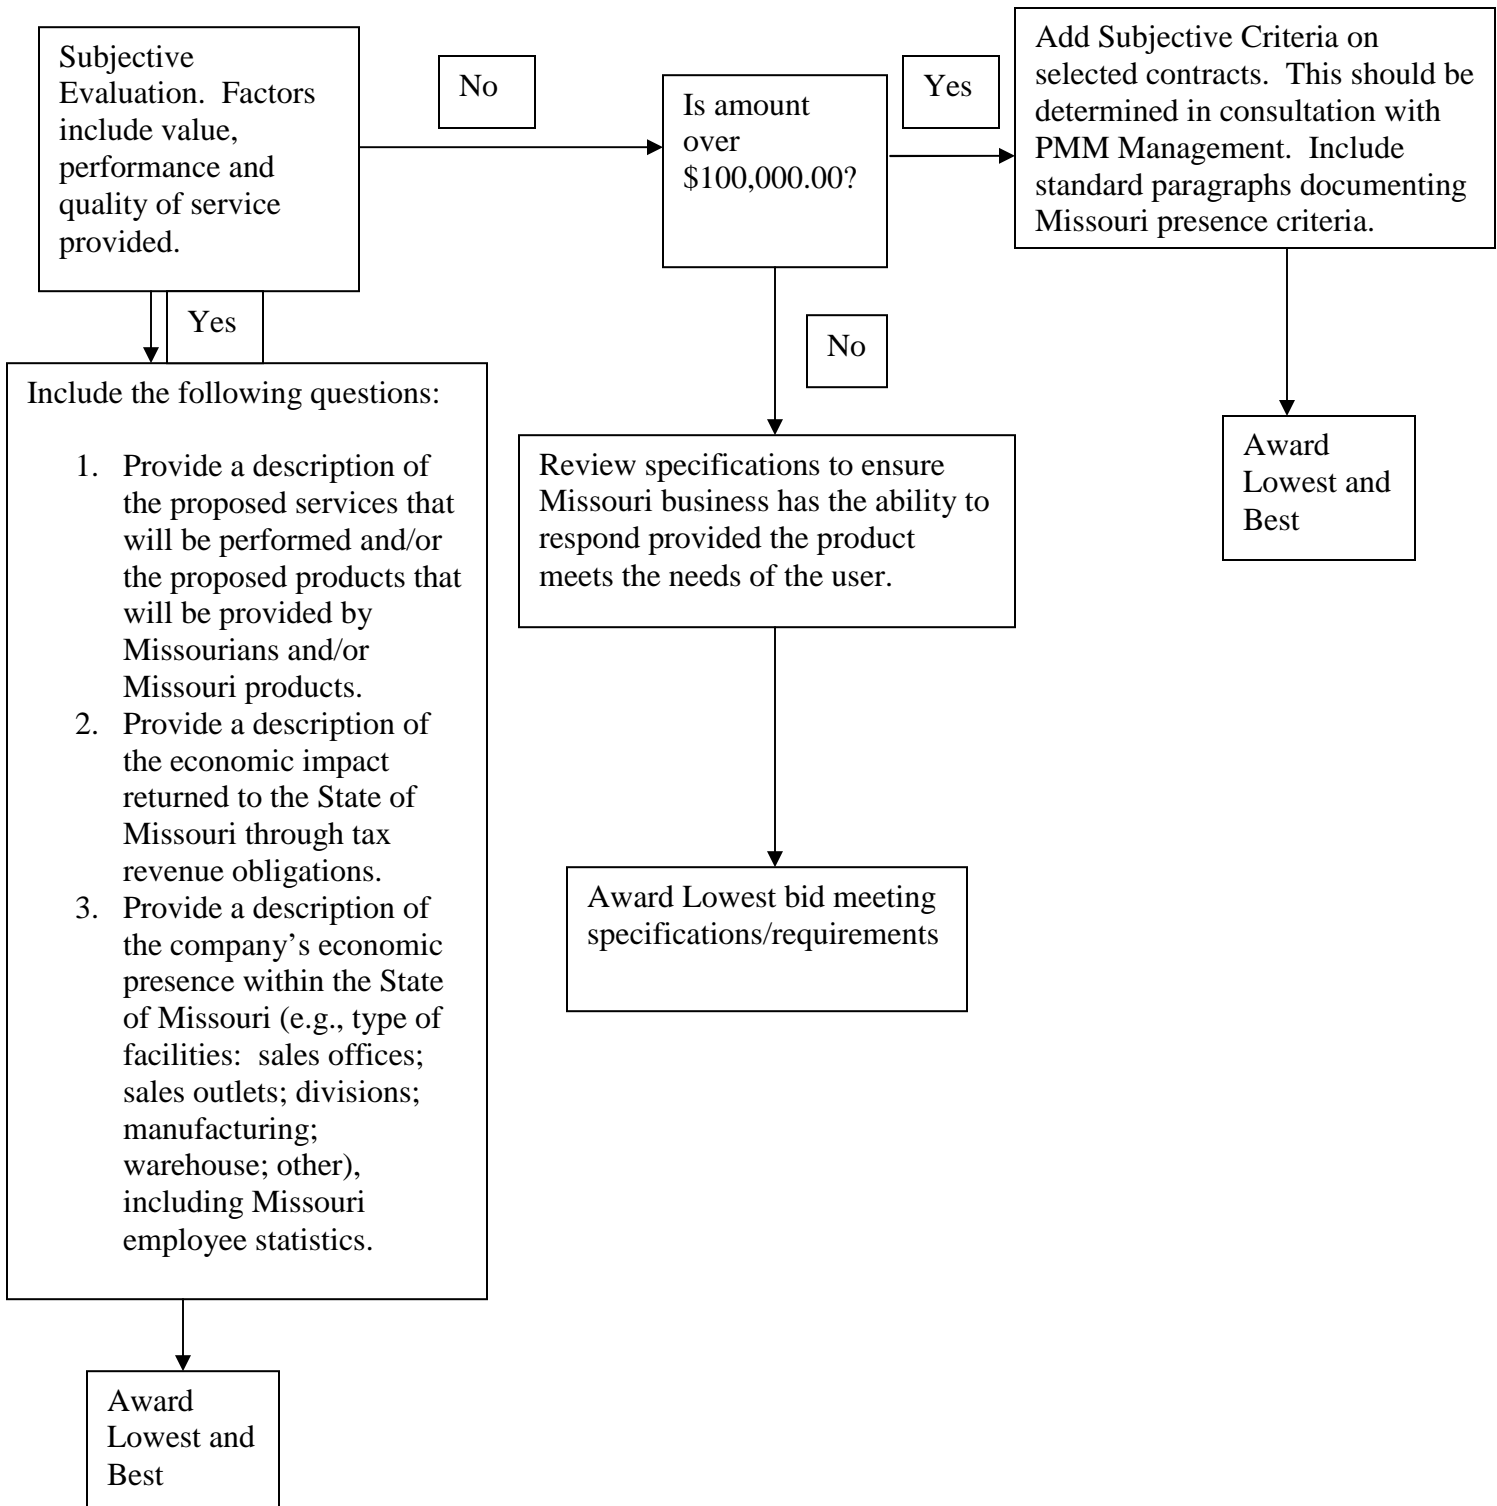 Subjective
Evaluation.  Factors
include value,
performance and
quality of service
provided.
No
Is amount
over
$100,000.00?
Yes
Add Subjective Criteria on
selected contracts.  This should be
determined in consultation with
PMM Management.  Include
standard paragraphs documenting
Missouri presence criteria.
Yes
No
Include the following questions:
1. Provide a description of
the proposed services that
will be performed and/or
the proposed products that
will be provided by
Missourians and/or
Missouri products.
2. Provide a description of
the economic impact
returned to the State of
Missouri through tax
revenue obligations.
3. Provide a description of
the company’s economic
presence within the State
of Missouri (e.g., type of
facilities:  sales offices;
sales outlets; divisions;
manufacturing;
warehouse; other),
including Missouri
employee statistics.
Review specifications to ensure
Missouri business has the ability to
respond provided the product
meets the needs of the user.
Award
Lowest and
Best
Award Lowest bid meeting
specifications/requirements
Award
Lowest and
Best